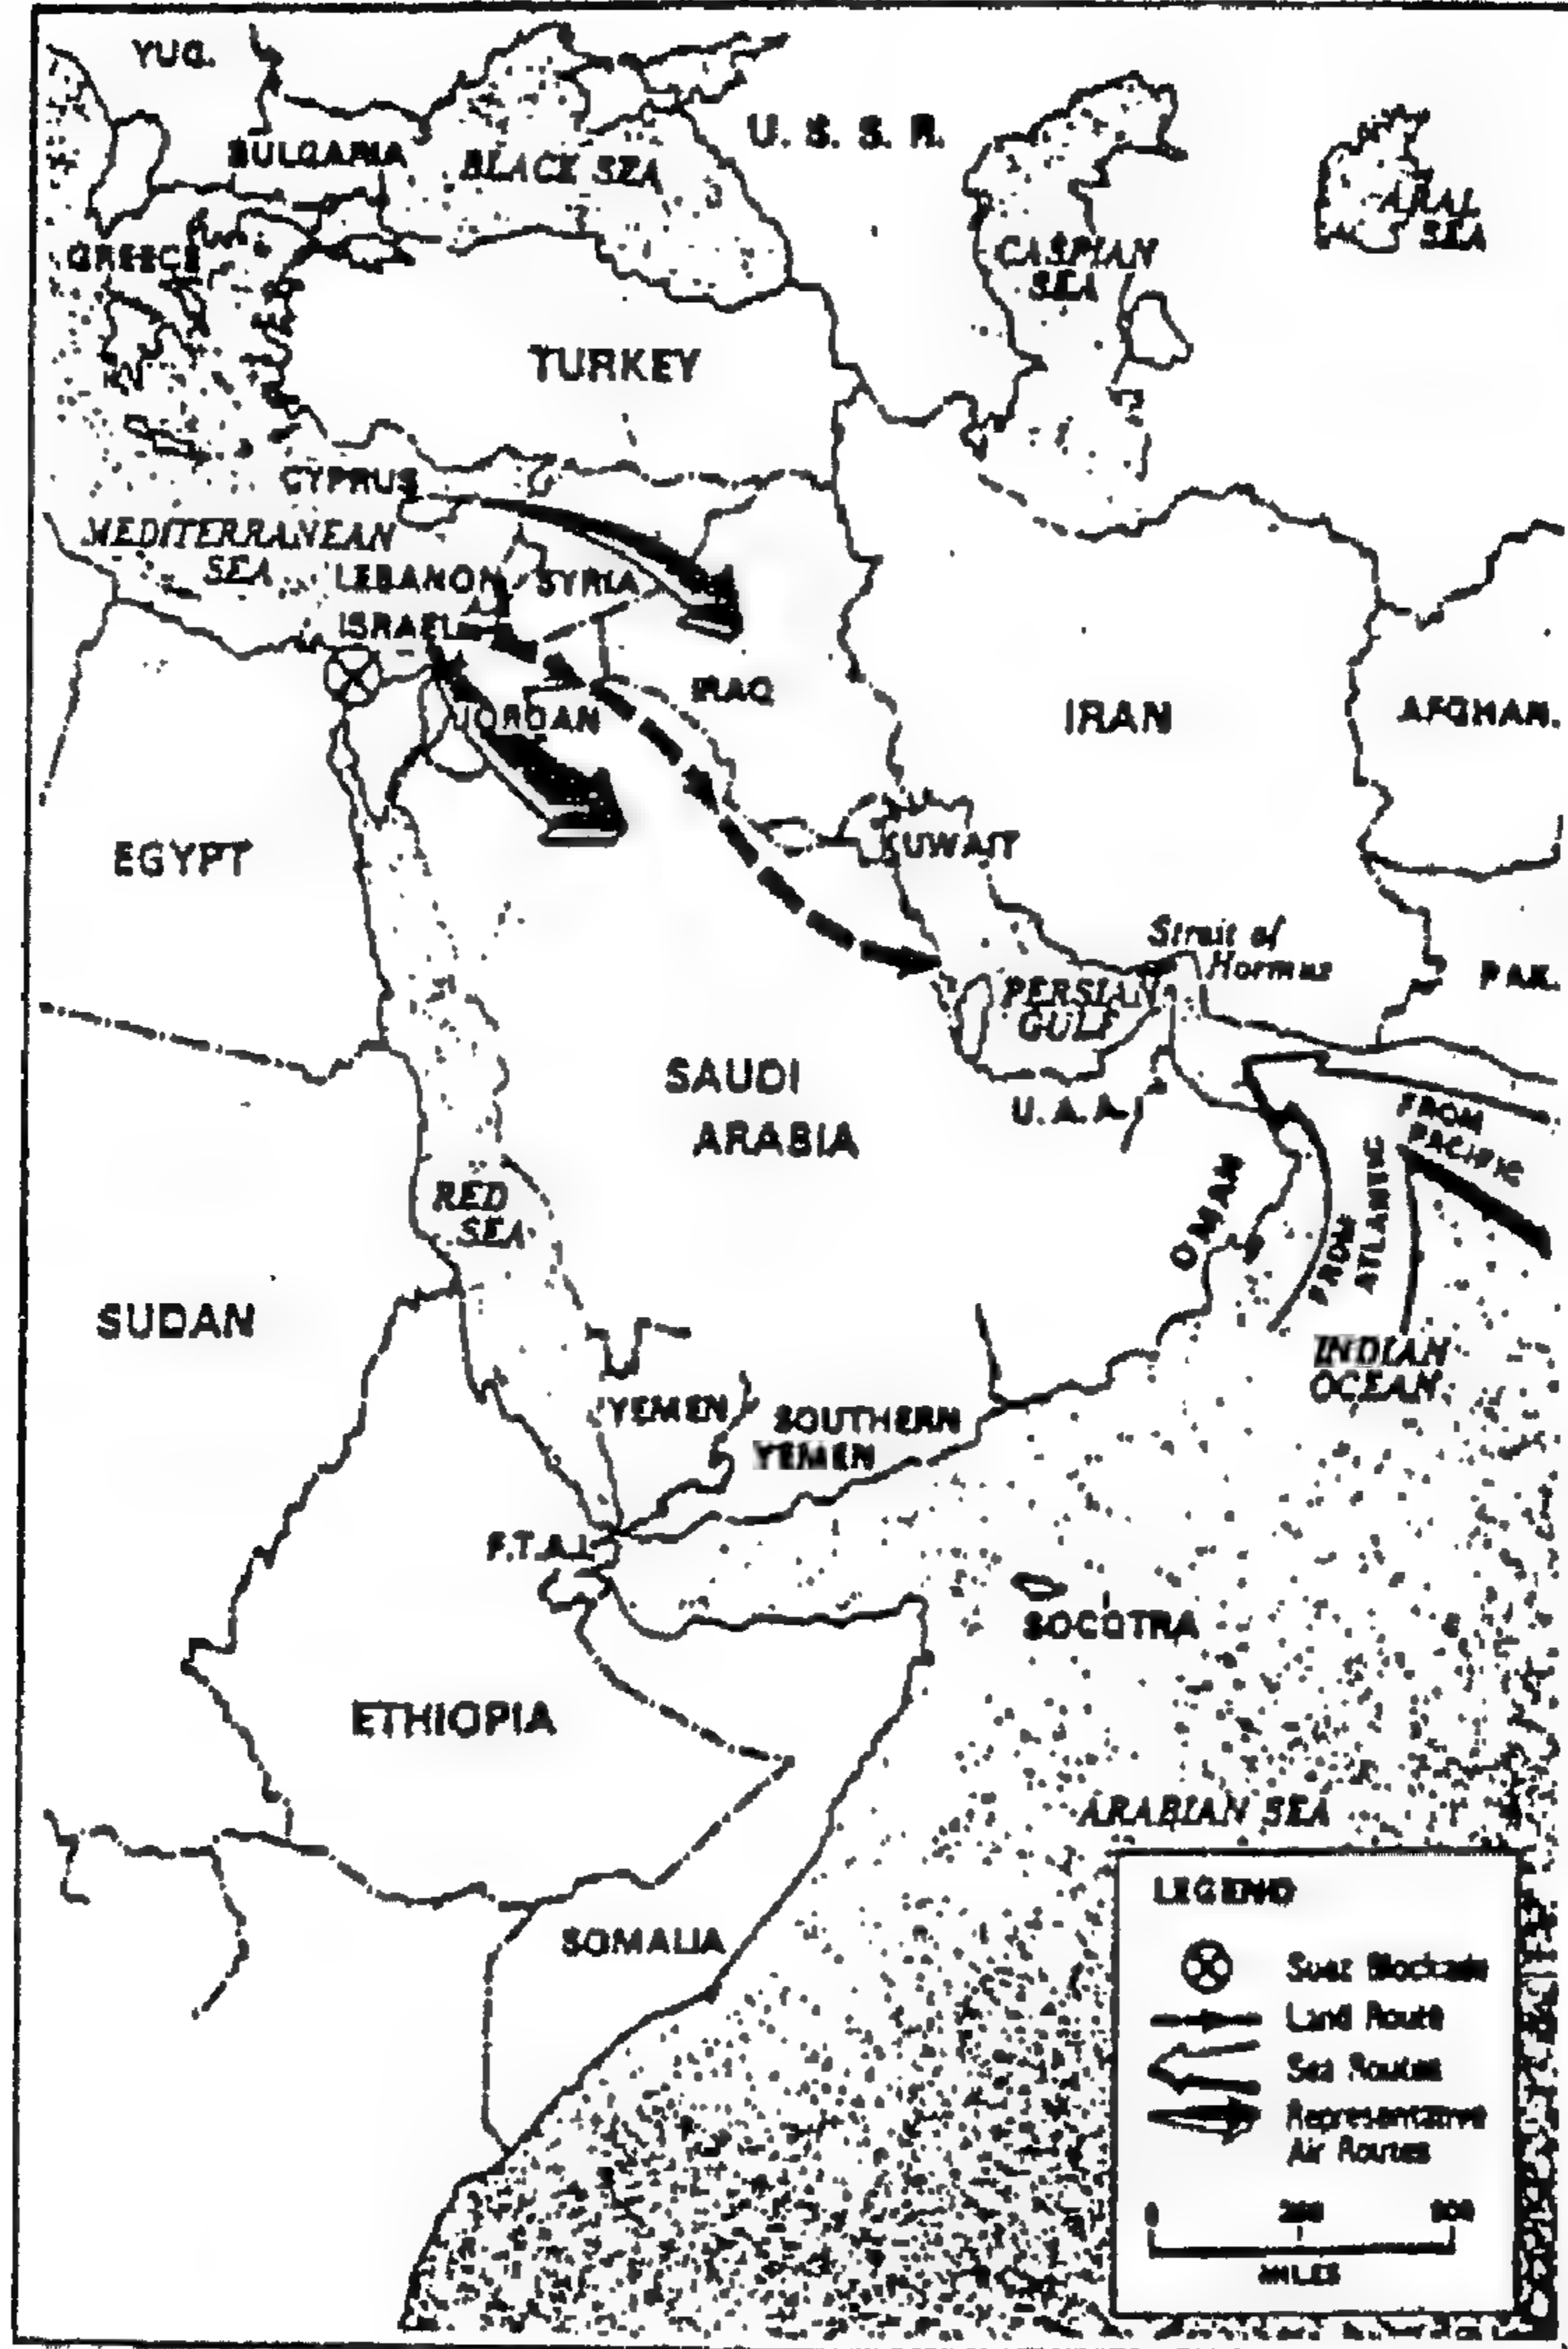 YUG.
U. S. S. R.
BULGARIA
BLACK SEA
ARAL
SEA
GREECE
CASPIAN
SEA
TURKEY
CYPRUS
MEDITERRANEAN
SEA
LEBANON
SYRIA
ISRAEL
IRAQ
JORDAN
IRAN
AFGHAN.
EGYPT
KUWAIT
Strait of
Hormuz
PAK.
PERSIAN
GULF
SAUDI
ARABIA
U.A.A.
FROM
PACIFIC
FROM
ATLANTIC
OMAN
RED
SEA
SUDAN
INDIAN
OCEAN
YEMEN
SOUTHERN
YEMEN
F.T.A.I.
SOCOTRA
ETHIOPIA
ARABIAN SEA
SOMALIA
LEGEND
Suez Blockade
Land Route
Sea Routes
Representative
Air Routes
0
MILES